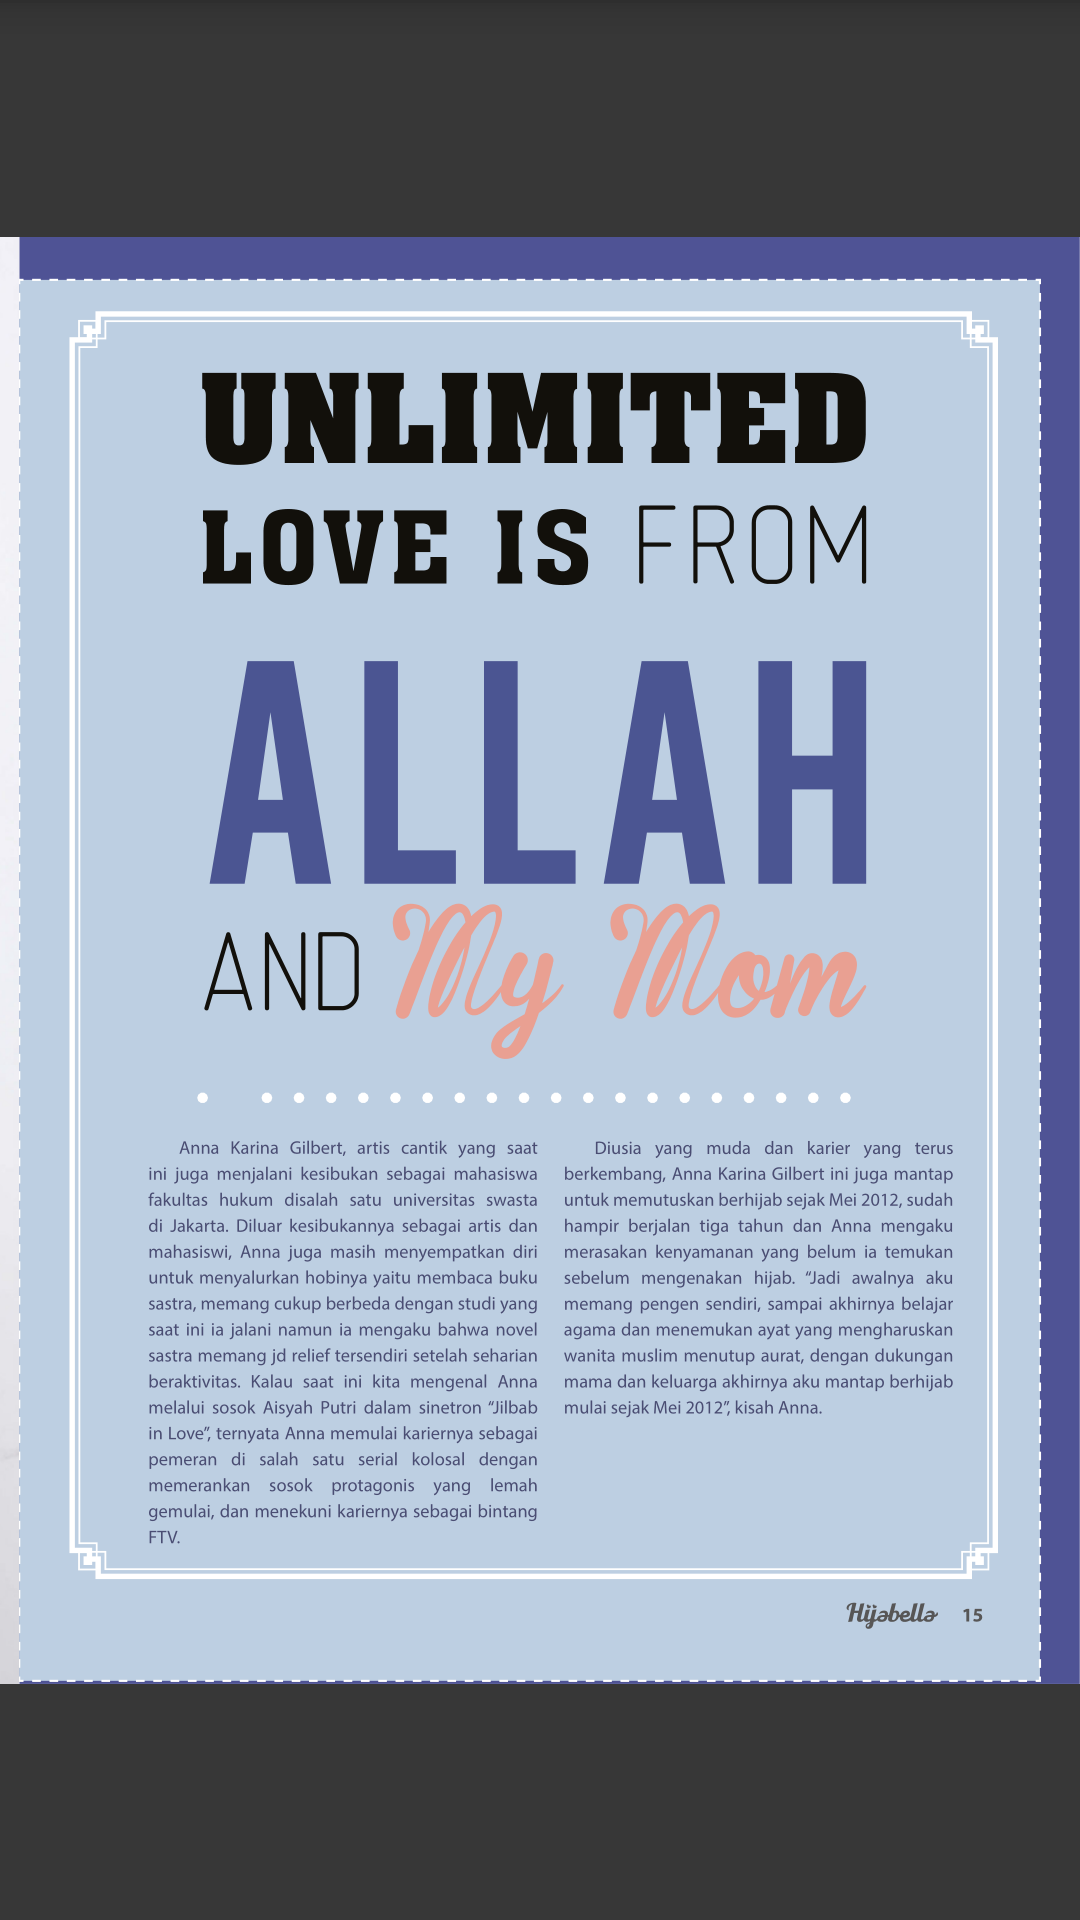 UNLIMITED
LOVE IS FROM
ALLAH
AND My Mom
Anna Karina Gilbert, artis cantik yang saat
ini juga menjalani kesibukan sebagai mahasiswa
fakultas hukum disalah satu universitas swasta
di Jakarta. Diluar kesibukannya sebagai artis dan
mahasiswi, Anna juga masih menyempatkan diri
untuk menyalurkan hobinya yaitu membaca buku
sastra, memang cukup berbeda dengan studi yang
saat ini ia jalani namun ia mengaku bahwa novel
sastra memang jd relief tersendiri setelah seharian
beraktivitas. Kalau saat ini kita mengenal Anna
melalui sosok Aisyah Putri dalam sinetron “Jilbab
in Love”, ternyata Anna memulai kariernya sebagai
pemeran di salah satu serial kolosal dengan
memerankan sosok protagonis yang lemah
gemulai, dan menekuni kariernya sebagai bintang
FTV.
Diusia yang muda dan karier yang terus
berkembang, Anna Karina Gilbert ini juga mantap
untuk memutuskan berhijab sejak Mei 2012, sudah
hampir berjalan tiga tahun dan Anna mengaku
merasakan kenyamanan yang belum ia temukan
sebelum mengenakan hijab. “Jadi awalnya aku
memang pengen sendiri, sampai akhirnya belajar
agama dan menemukan ayat yang mengharuskan
wanita muslim menutup aurat, dengan dukungan
mama dan keluarga akhirnya aku mantap berhijab
mulai sejak Mei 2012”, kisah Anna.
Hijabella 15